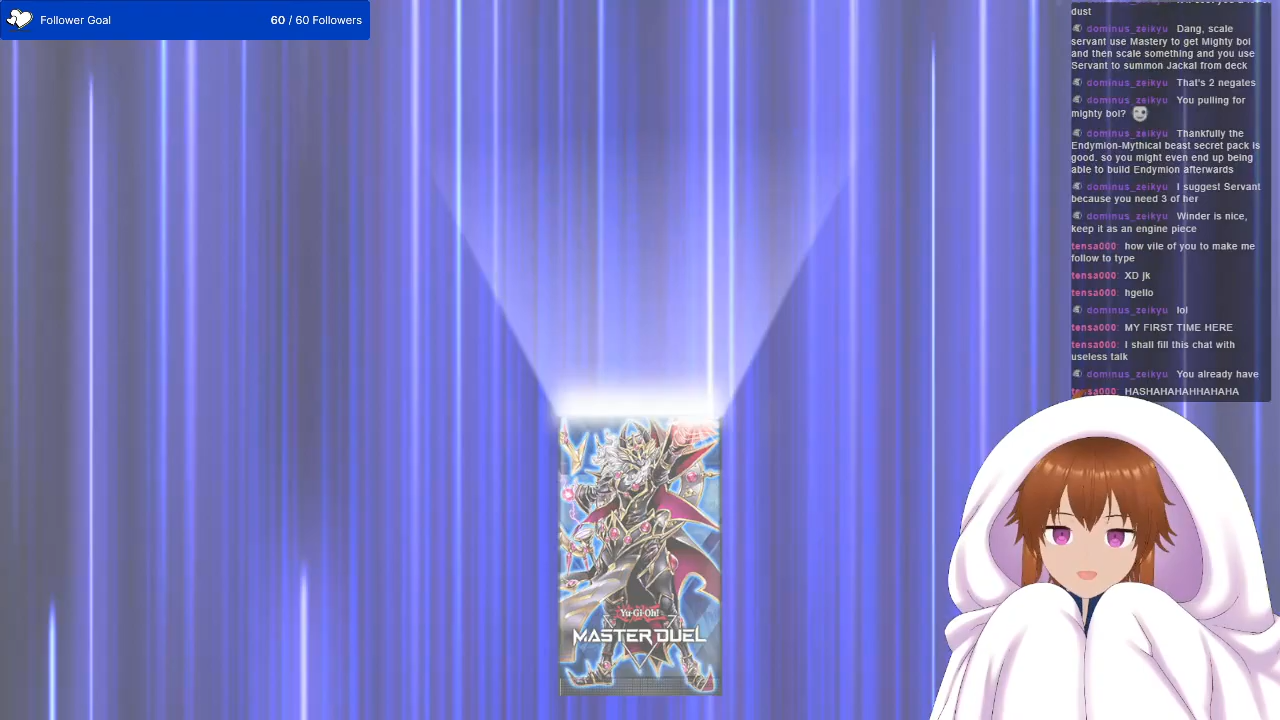 Follower Goal
60 / 60 Followers
dust
dominus_zeikyu Dang, scale
servant use Mastery to get Mighty boi
and then scale something and you use
Servant to summon Jackal from deck
dominus_zeikyu That's 2 negates
dominus_zeikyu You pulling for
mighty boi?
dominus_zeikyu Thankfully the
Endymion-Mythical beast secret pack is
good. so you might even end up being
able to build Endymion afterwards
dominus_zeikyu I suggest Servant
because you need 3 of her
dominus_zeikyu Winder is nice,
keep it as an engine piece
tensa000: how vile of you to make me
follow to type
tensa000: XD jk
tensa000: hgello
dominus_zeikyu lol
tensa000: MY FIRST TIME HERE
tensa000: I shall fill this chat with
useless talk
dominus_zeikyu You already have
tensa000: HASHAHAHAHHAHAHA
Yu-Gi-Oh!
MASTER DUEL